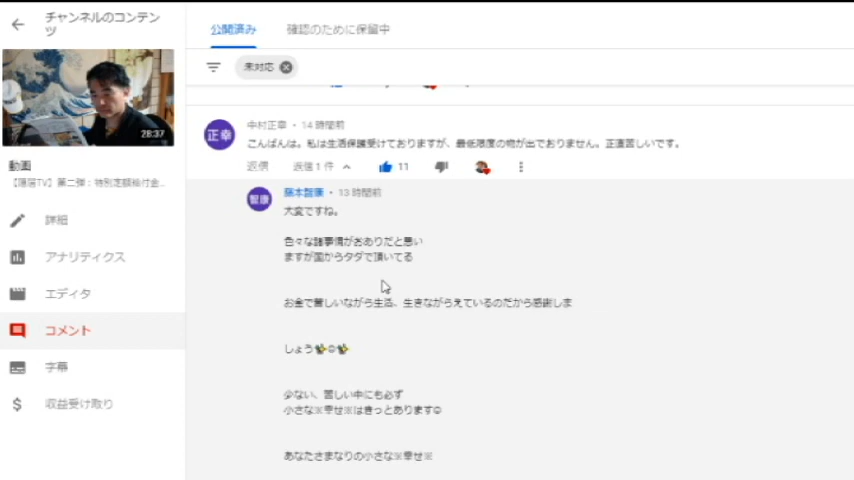 チャンネルのコンテン
ツ
28:37
動画
【隠居TV】第二弾：特別定額給付金...
詳細
アナリティクス
エディタ
コメント
字幕
収益受け取り
公開済み
確認のために保留中
未対応
正幸
中村正幸 • 14 時間前
こんばんは。私は生活保護受けておりますが、最低限度の物が出ておりません。正直苦しいです。
返信
返信 1 件
11
智康
藤本智康 • 13 時間前
大変ですね。
色々な諸事情がおありだと思い
ますが国からタダで頂いてる
お金で苦しいながら生活、生きながらえているのだから感謝しま
しょう
少ない、苦しい中にも必ず
小さな※幸せ※はきっとあります☺
あなたさまなりの小さな※幸せ※